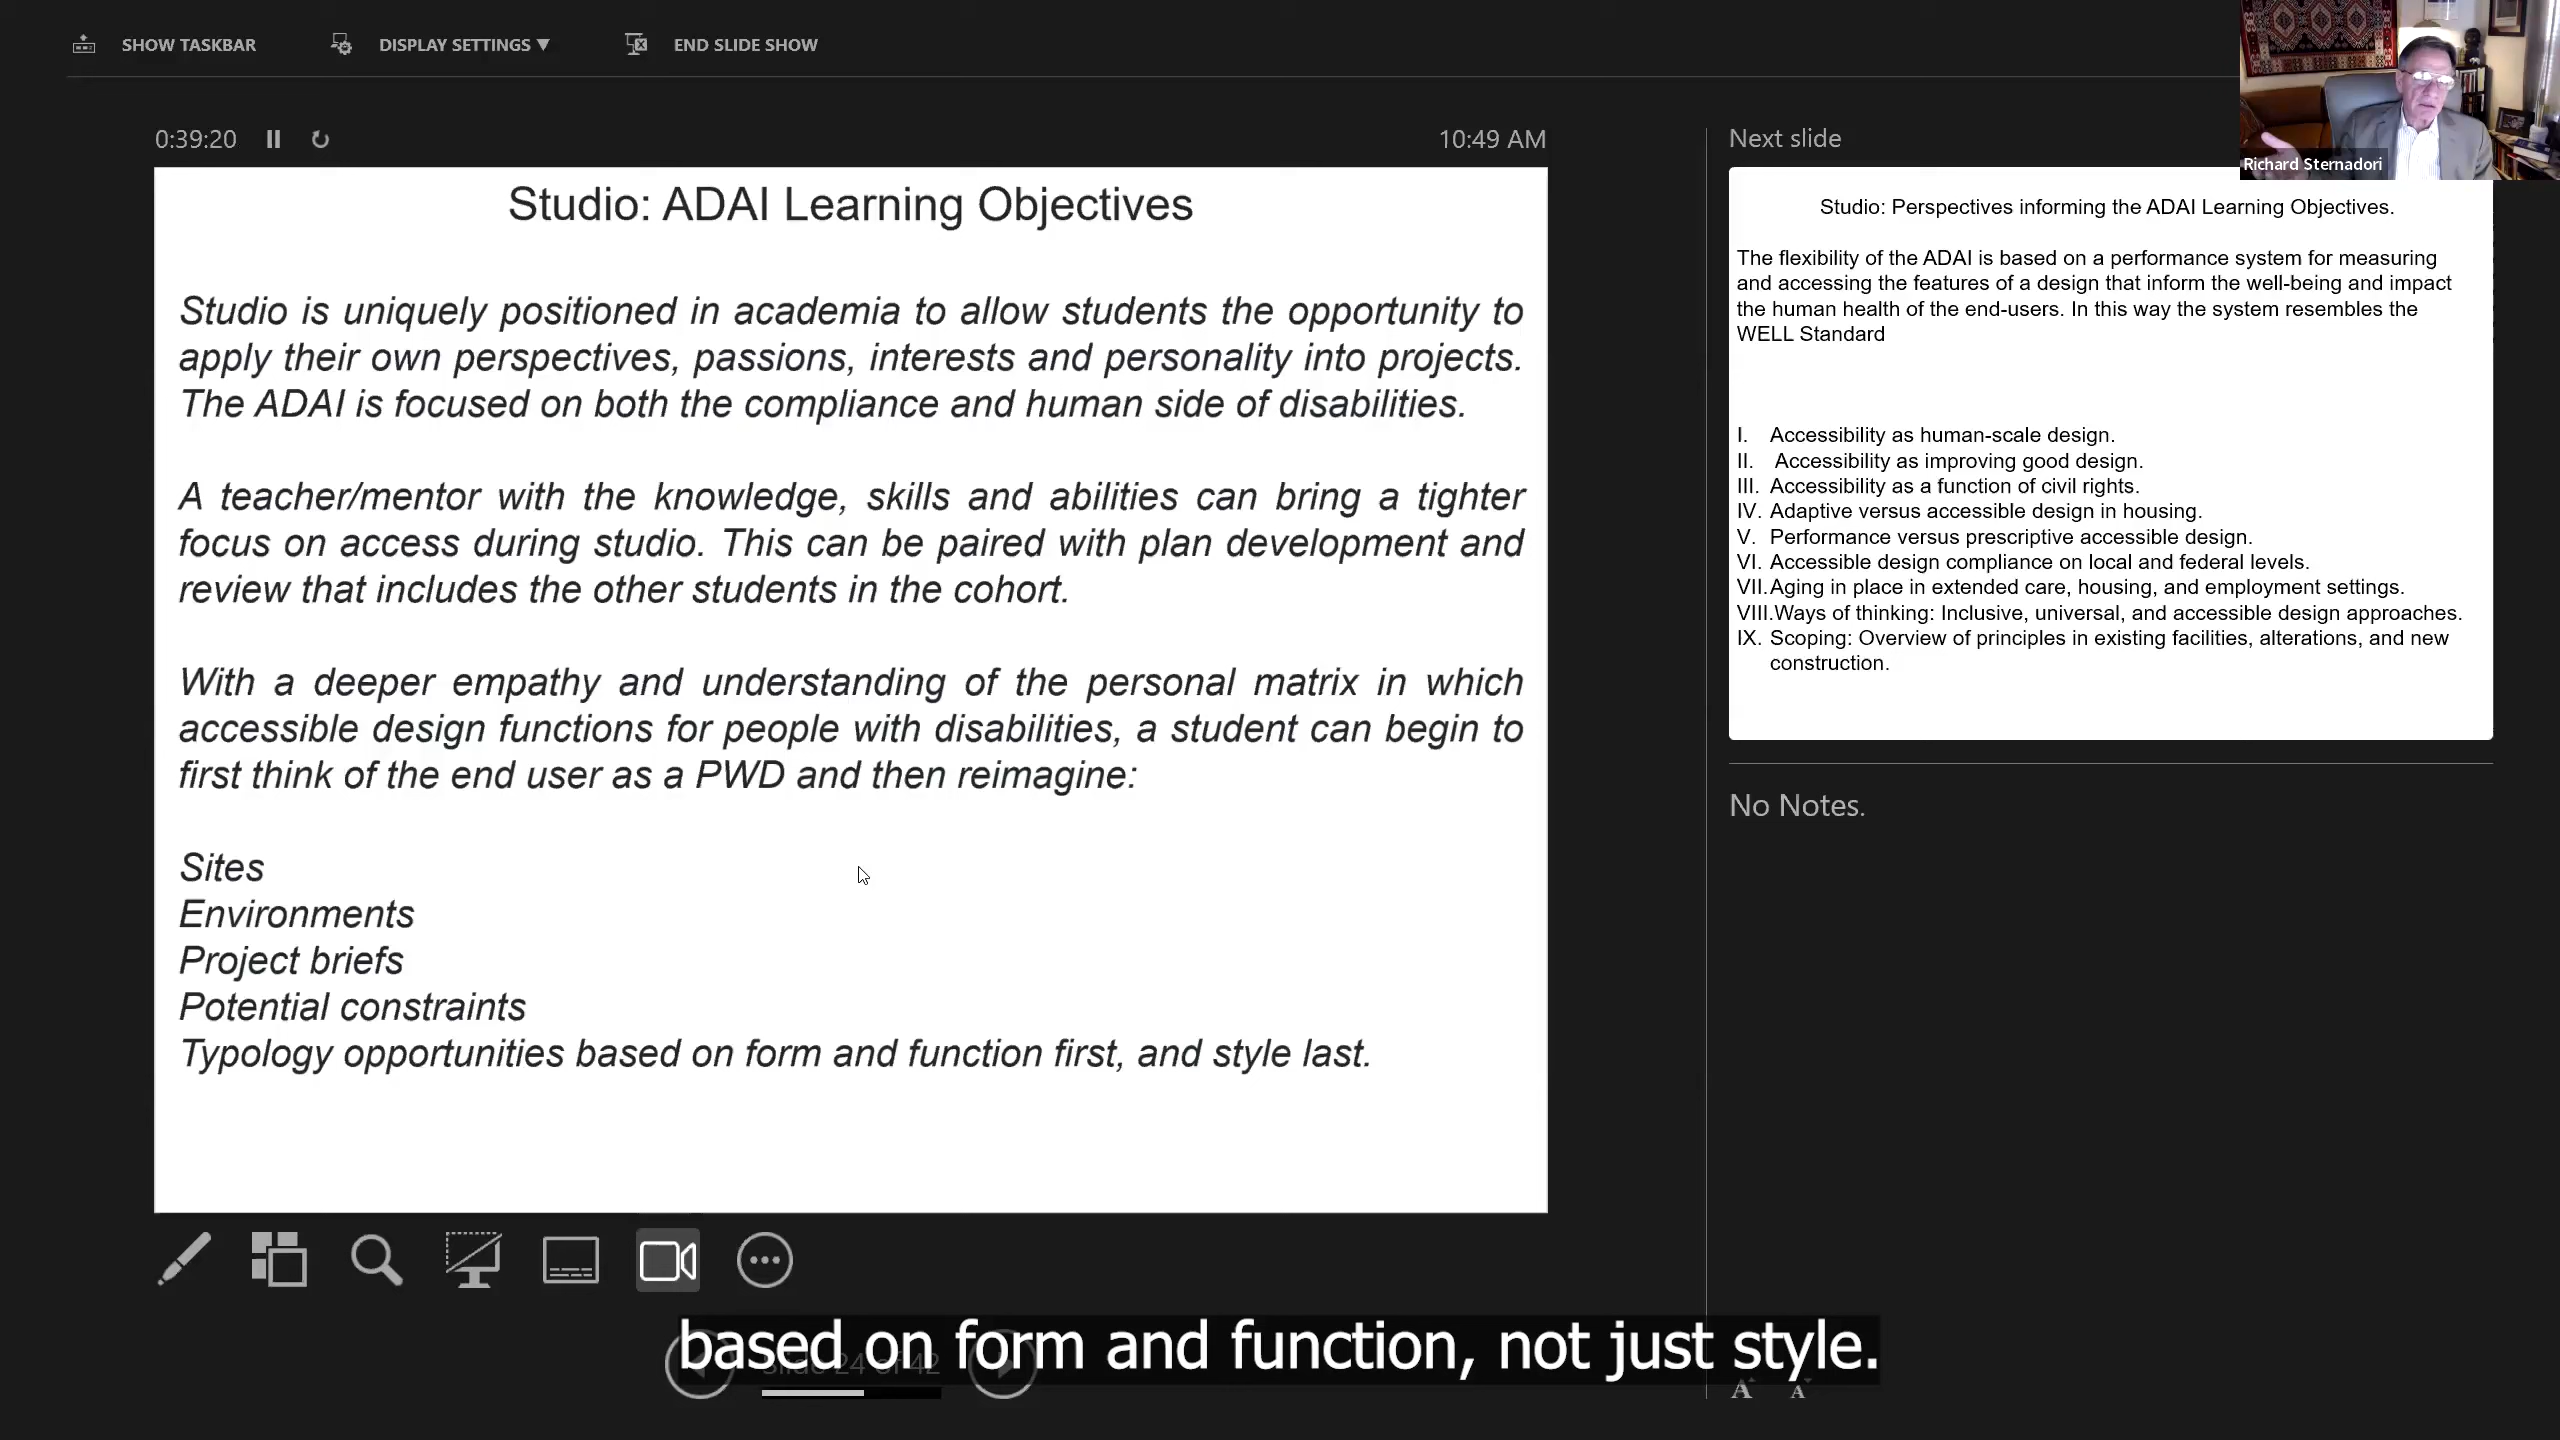 SHOW TASKBAR
DISPLAY SETTINGS ▼
END SLIDE SHOW
0:39:20
10:49 AM
Studio: ADAI Learning Objectives
Studio is uniquely positioned in academia to allow students the opportunity to
apply their own perspectives, passions, interests and personality into projects.
The ADAI is focused on both the compliance and human side of disabilities.
A teacher/mentor with the knowledge, skills and abilities can bring a tighter
focus on access during studio. This can be paired with plan development and
review that includes the other students in the cohort.
With a deeper empathy and understanding of the personal matrix in which
accessible design functions for people with disabilities, a student can begin to
first think of the end user as a PWD and then reimagine:
Sites
Environments
Project briefs
Potential constraints
Typology opportunities based on form and function first, and style last.
Next slide
Richard Sternadori
Studio: Perspectives informing the ADAI Learning Objectives.
The flexibility of the ADAI is based on a performance system for measuring
and accessing the features of a design that inform the well-being and impact
the human health of the end-users. In this way the system resembles the
WELL Standard
I. Accessibility as human-scale design.
II. Accessibility as improving good design.
III. Accessibility as a function of civil rights.
IV. Adaptive versus accessible design in housing.
V. Performance versus prescriptive accessible design.
VI. Accessible design compliance on local and federal levels.
VII. Aging in place in extended care, housing, and employment settings.
VIII. Ways of thinking: Inclusive, universal, and accessible design approaches.
IX. Scoping: Overview of principles in existing facilities, alterations, and new
construction.
No Notes.
Slide 24 of 42
based on form and function, not just style.
A A